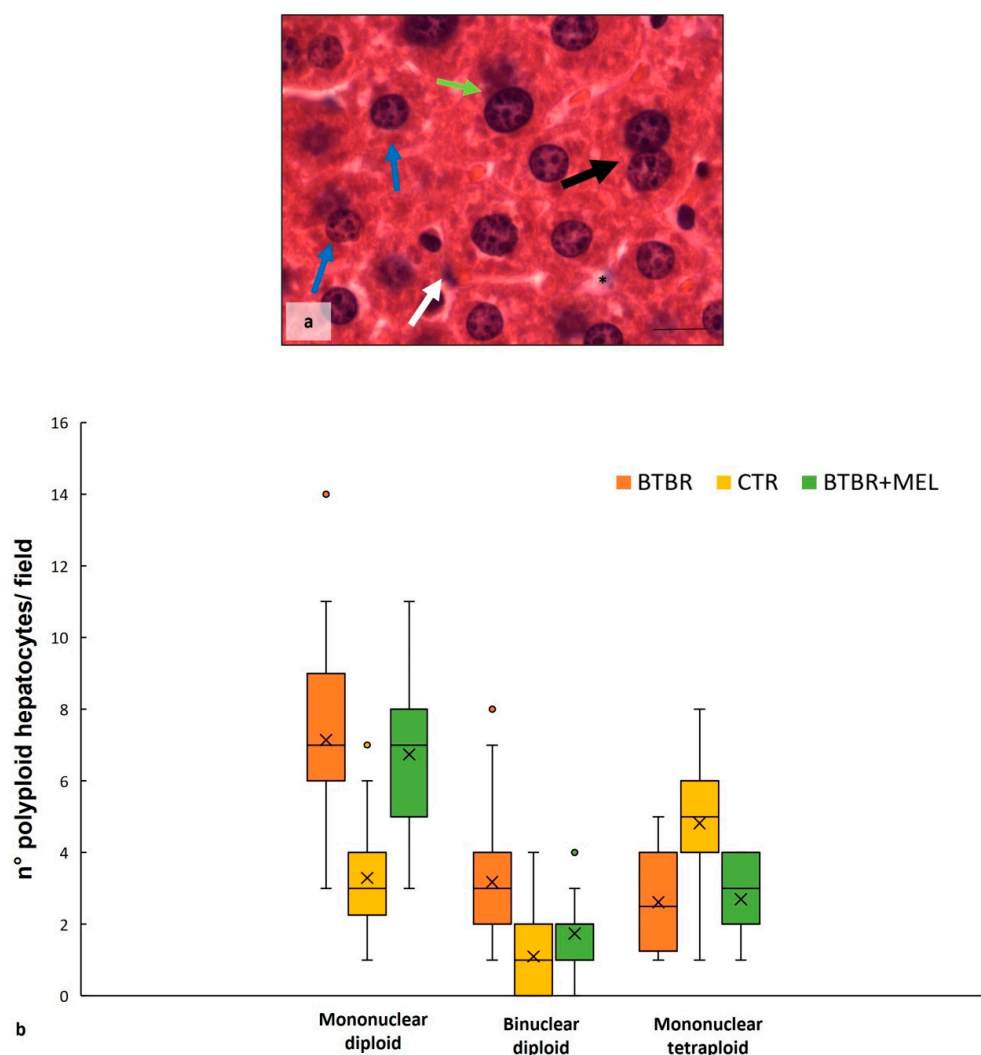 *
a
16
14
12
10
8
6
4
2
0
n° polyploid hepatocytes/ field
BTBR
CTR
BTBR+MEL
Mononuclear
diploid
Binuclear
diploid
Mononuclear
tetraploid
b